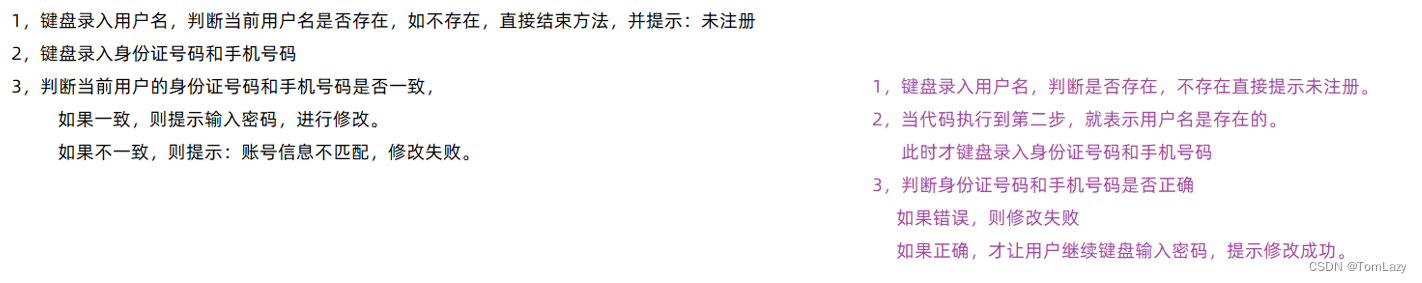 1，键盘录入用户名，判断当前用户名是否存在，如不存在，直接结束方法，并提示：未注册
2，键盘录入身份证号码和手机号码
3，判断当前用户的身份证号码和手机号码是否一致，
如果一致，则提示输入密码，进行修改。
如果不一致，则提示：账号信息不匹配，修改失败。
1，键盘录入用户名，判断是否存在，不存在直接提示未注册。
2，当代码执行到第二步，就表示用户名是存在的。
此时才键盘录入身份证号码和手机号码
3，判断身份证号码和手机号码是否正确
如果错误，则修改失败
如果正确，才让用户继续键盘输入密码，提示修改成功。
CSDN @TomLazy